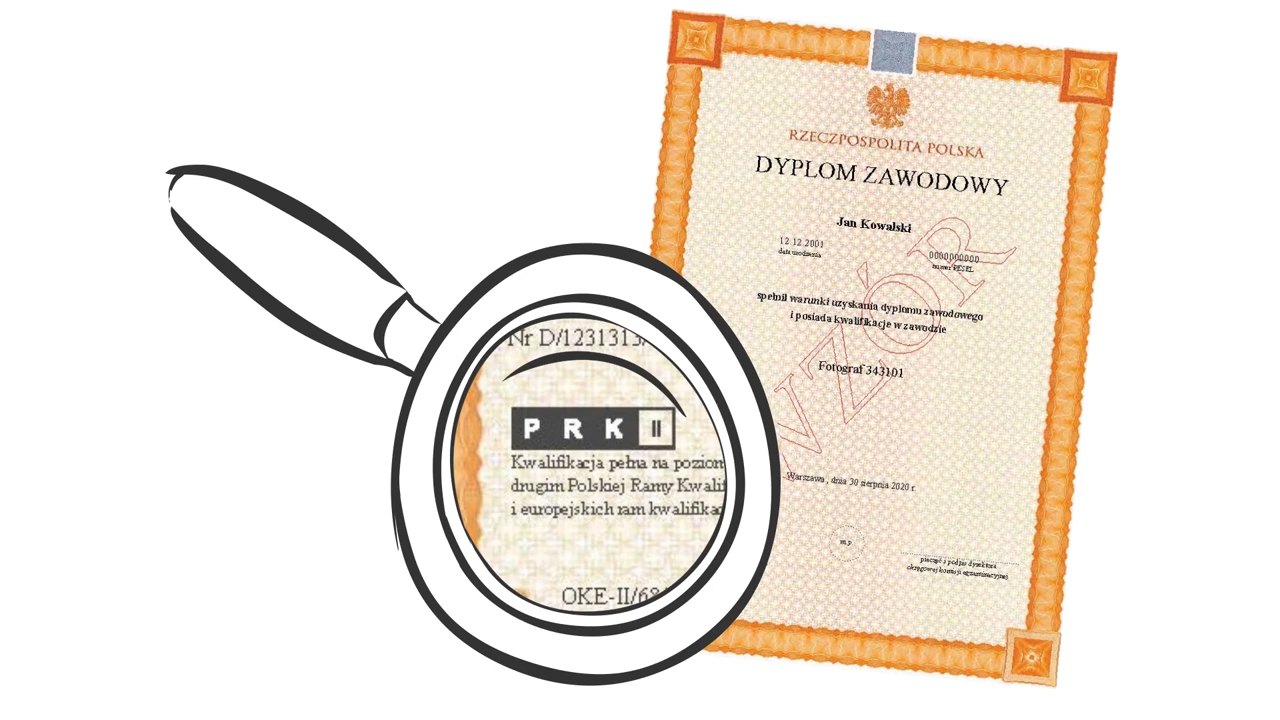 RZECZPOSPOLITA POLSKA
DYPLOM ZAWODOWY
Jan Kowalski
12 12 2001
data urodzenia
0000000000
numer PESEL
spełnił warunki uzyskania dyplomu zawodowego
i posiada kwalifikacje w zawodzie
Fotograf 343101
WZÓR
Warszawa , dnia 30 sierpnia 2020 r.
m.p.
pieczęć i podpis dyrektora
okręgowej komisji egzaminacyjnej
Nr D/1231313/
PRK II
Kwalifikacja pełna na pozion
drugim Polskiej Ramy Kwalif
i europejskich ram kwalifikac
OKE-II/68